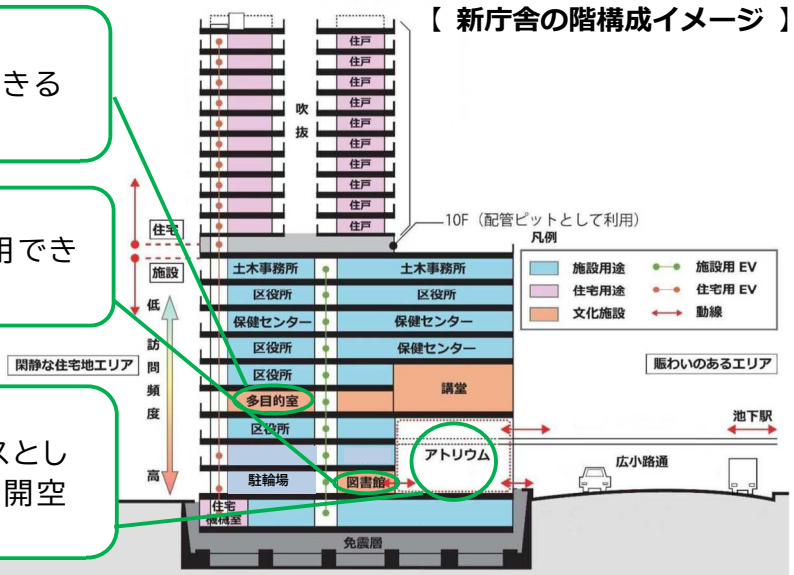 【 新庁舎の階構成イメージ 】
きる
用でき
スとし
開空
住戸
住戸
住戸
住戸
住戸
住戸
住戸
住戸
住戸
住戸
吹抜
10F（配管ピットとして利用）
住宅
施設
凡例
施設用途
施設用 EV
住宅用途
住宅用 EV
文化施設
動線
土木事務所
土木事務所
区役所
区役所
保健センター
保健センター
区役所
保健センター
区役所
講堂
多目的室
区役所
アトリウム
駐輪場
図書館
住宅
機械室
免震層
低
訪問頻度
高
閑静な住宅地エリア
賑わいのあるエリア
池下駅
広小路通